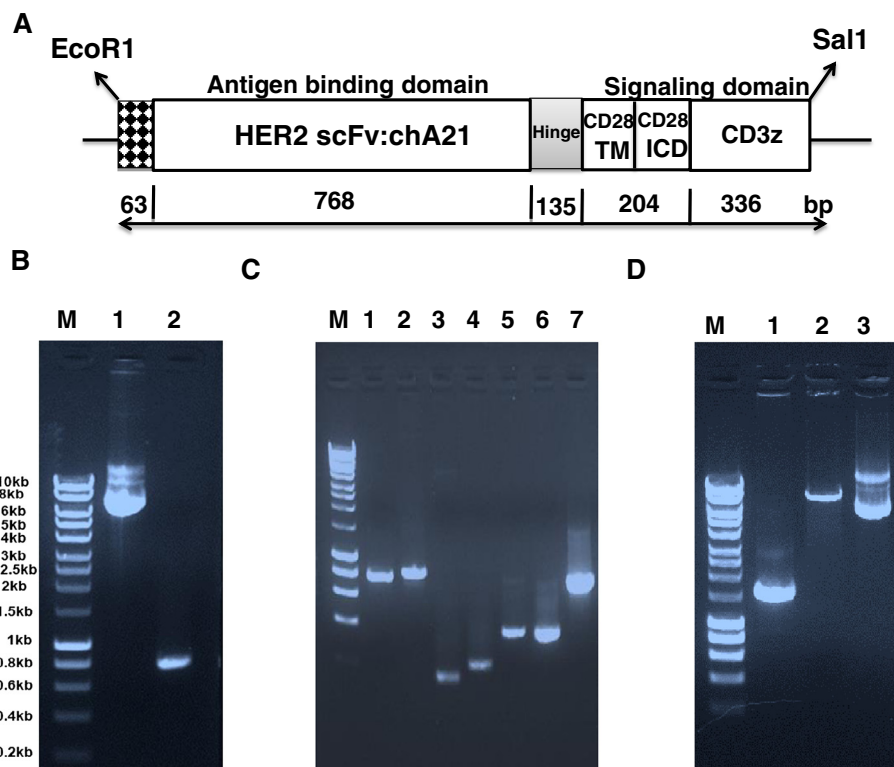 A
EcoR1
Sal1
Antigen binding domain
Signaling domain
HER2 scFv:chA21
Hinge
CD28 TM
CD28 ICD
CD3z
63
768
135
204
336
bp
B
C
D
M 1 2
M 1 2 3 4 5 6 7
M 1 2 3
10kb
8kb
6kb
5kb
4kb
3kb
2.5kb
2kb
1.5kb
1kb
0.8kb
0.6kb
0.4kb
0.2kb